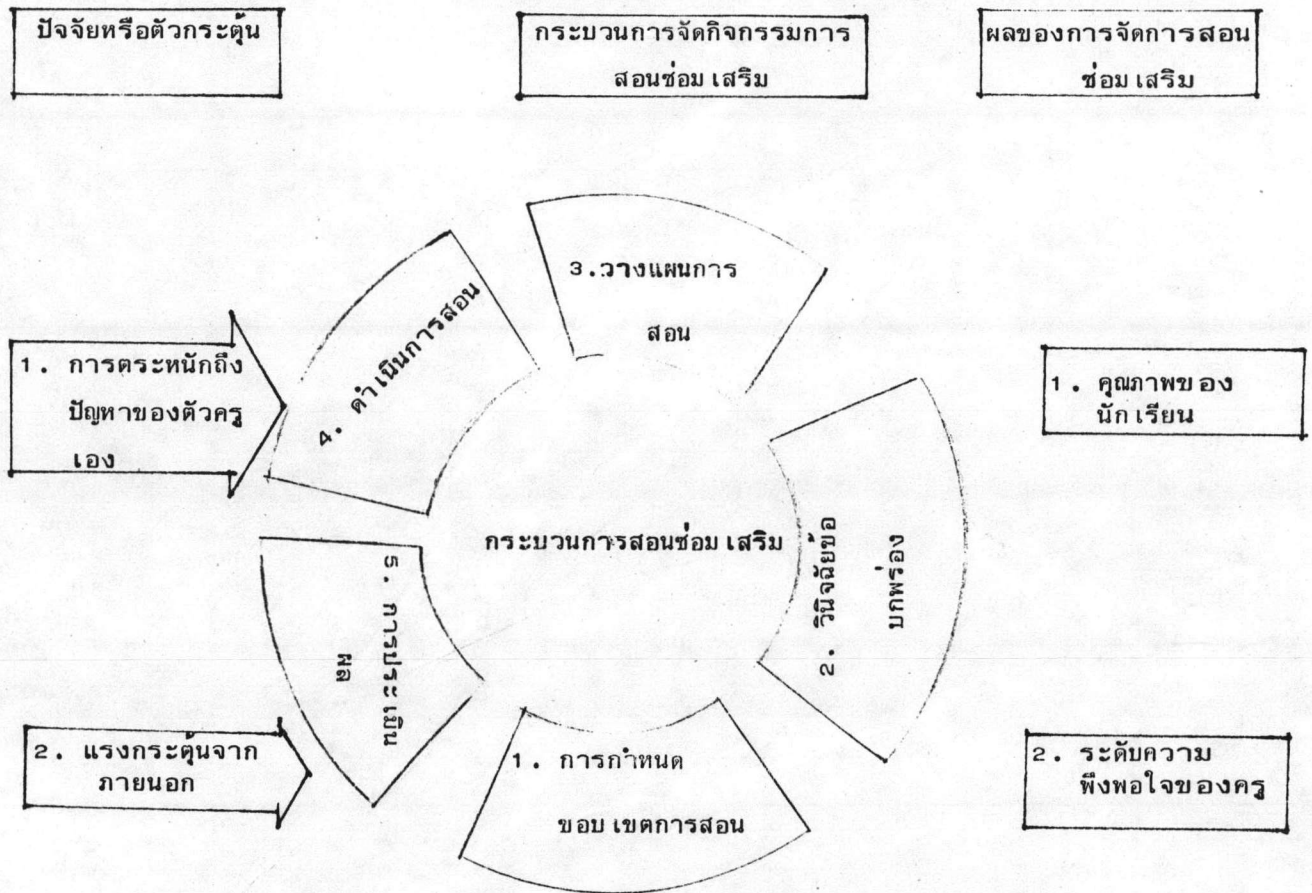 ปัจจัยหรือตัวกระตุ้น
กระบวนการจัดกิจกรรมการ
สอนซ่อมเสริม
ผลของการจัดการสอน
ซ่อมเสริม
3.วางแผนการ
สอน
4. ดำเนินการสอน
1. การตระหนักถึง
ปัญหาของตัวครู
เอง
1. คุณภาพของ
นักเรียน
กระบวนการสอนซ่อมเสริม
2 วินิจฉัยข้อ
บกพร่อง
5. การประเมิน
ผล
2. แรงกระตุ้นจาก
ภายนอก
1. การกำหนด
ขอบเขตการสอน
2. ระดับความ
พึงพอใจของครู